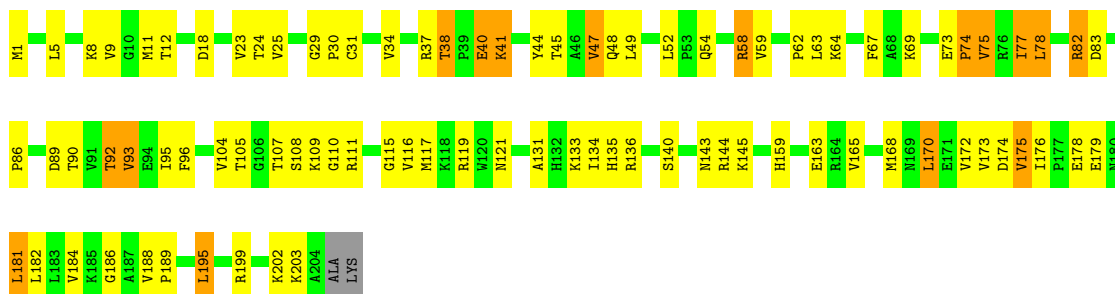 M1 L5 K8 V9 G10 M11 T12 D18 V23 T24 V25 G29 P30 C31 V34 R37 T38 P39 E40 K41 Y44 T45 A46 V47 Q48 L49 L52 P53 Q54 R58 V59 P62 L63 K64 F67 A68 K69 E73 P74 V75 R76 I77 L78 R82 D83
P86 D89 T90 V91 T92 V93 E94 I95 F96 V104 T105 G106 T107 S108 K109 G110 R111 G115 V116 M117 K118 R119 W120 N121 A131 H132 K133 I134 H135 R136 S140 N143 R144 K145 H159 E163 R164 V165 M168 N169 L170 E171 V172 V173 D174 V175 I176 P177 E178 E179 N180
L181 L182 L183 V184 K185 G186 A187 V188 P189 L195 R199 K202 K203 A204 ALA LYS